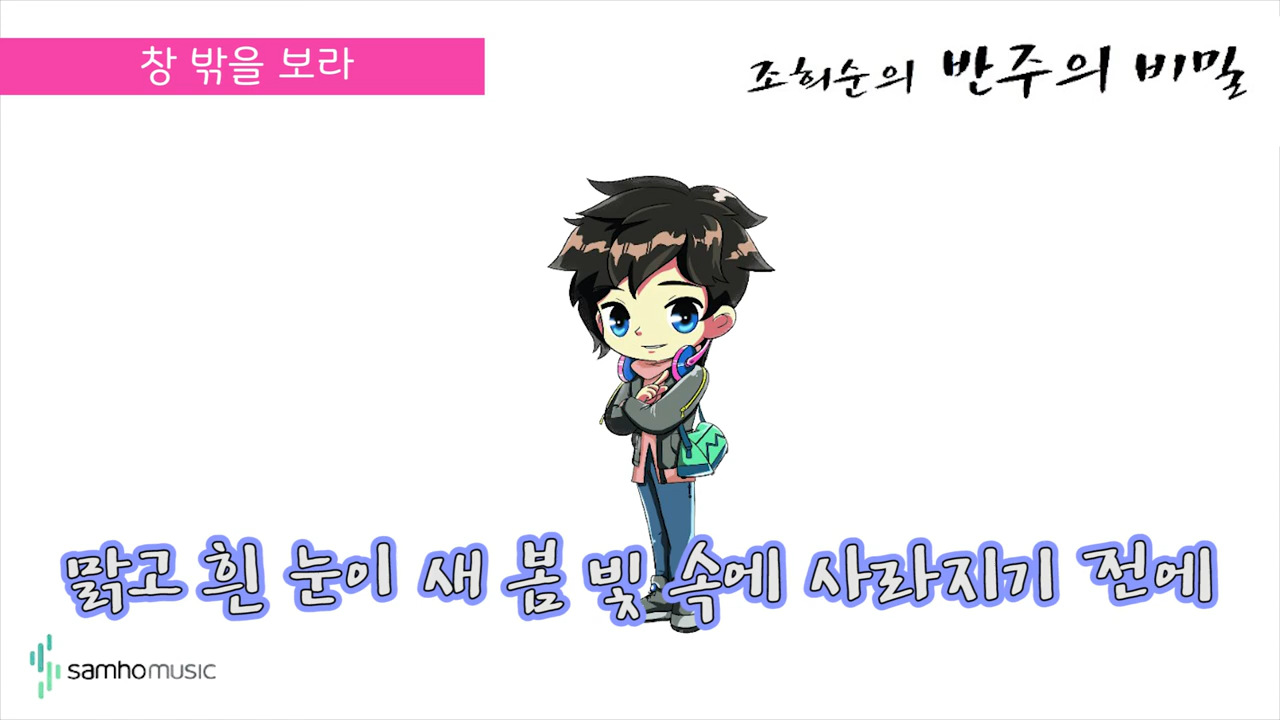 창 밖을 보라
조희순의 반주의 비밀
맑고 흰 눈이 새 봄 빛 속에 사라지기 전에
samhomusic